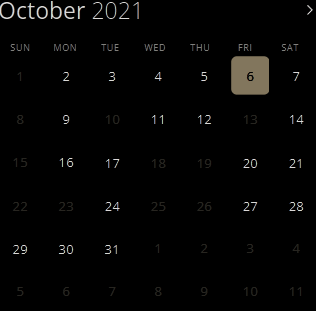 October 2021
SUN MON TUE WED THU FRI SAT
1 2 3 4 5 6 7
8 9 10 11 12 13 14
15 16 17 18 19 20 21
22 23 24 25 26 27 28
29 30 31 1 2 3 4
5 6 7 8 9 10 11